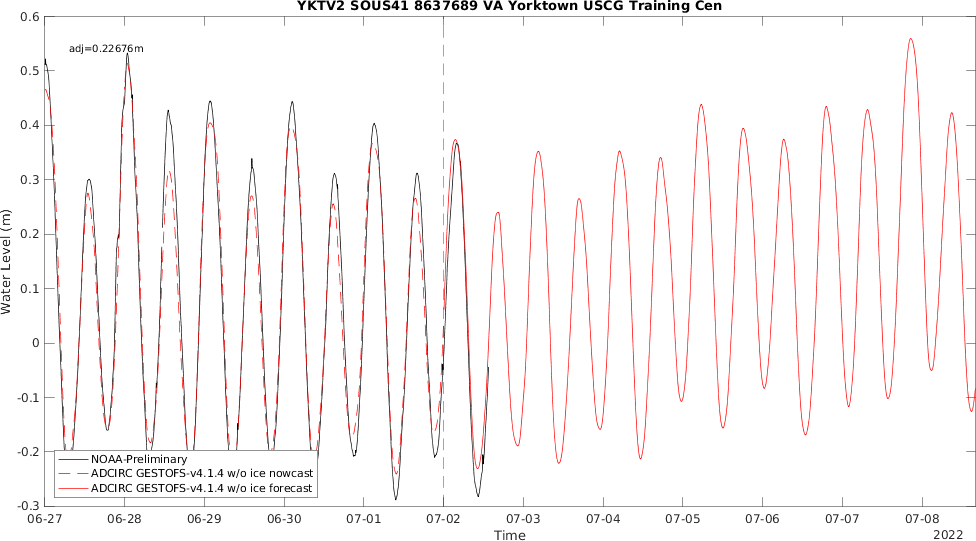 YKTV2 SOUS41 8637689 VA Yorktown USCG Training Cen
adj=0.22676m
0.6
0.5
0.4
0.3
0.2
0.1
0
-0.1
-0.2
-0.3
Water Level (m)
NOAA-Preliminary
ADCIRC GESTOFS-v4.1.4 w/o ice nowcast
ADCIRC GESTOFS-v4.1.4 w/o ice forecast
06-27 06-28 06-29 06-30 07-01 07-02 07-03 07-04 07-05 07-06 07-07 07-08
Time
2022